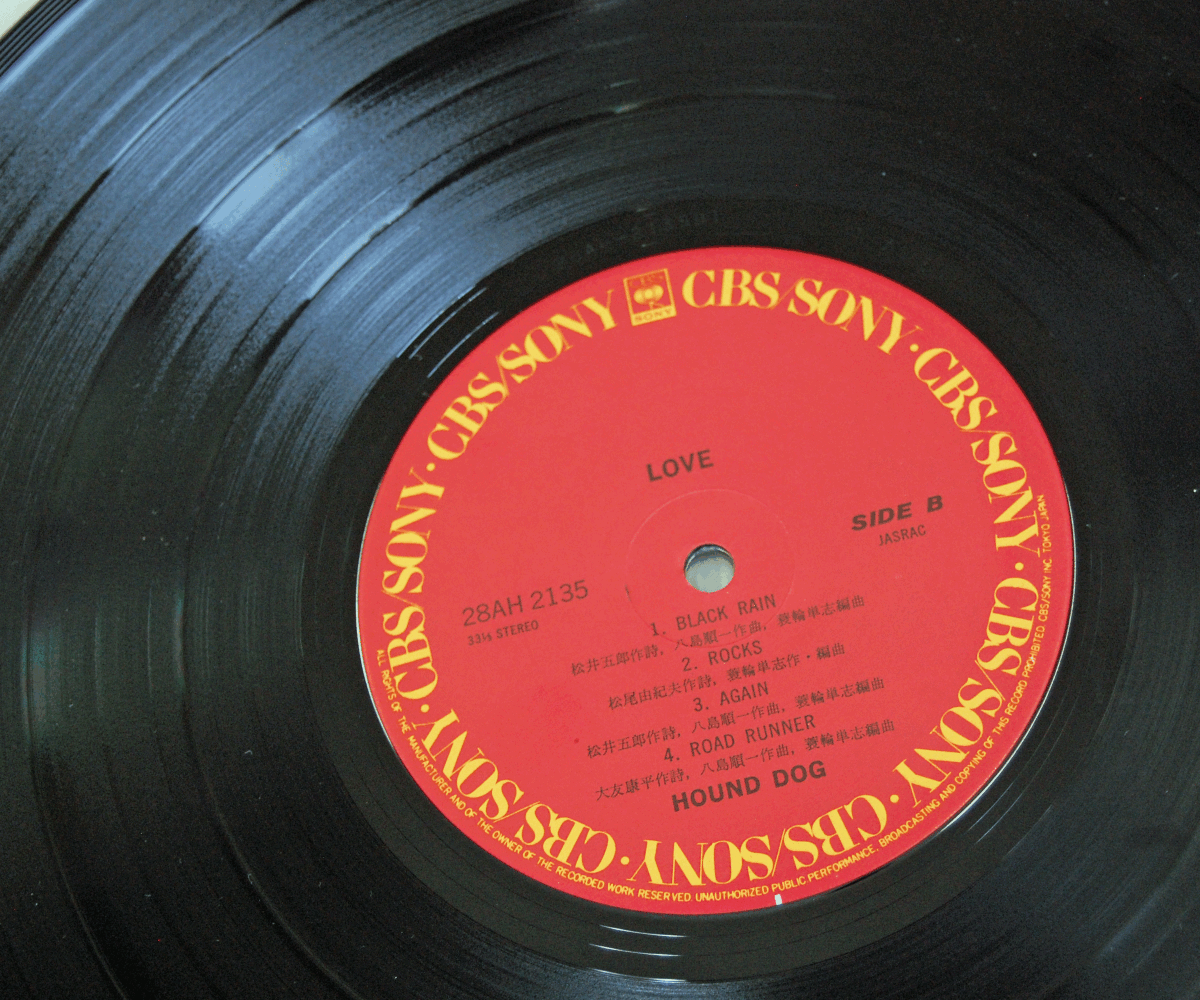 CBS/SONY・CBS/SONY・CBS/SONY・CBS/SONY・CBS/SONY・CBS/SONY・CBS/SONY・CBS/SONY
SONY
LOVE
SIDE B
JASRAC
28AH 2135
33⅓ STEREO
1. BLACK RAIN
松井五郎作詩，八島順一作曲，蓑輪単志編曲
2. ROCKS
松尾由紀夫作詩，蓑輪単志作・編曲
3. AGAIN
松井五郎作詩，八島順一作曲，蓑輪単志編曲
4. ROAD RUNNER
大友康平作詩，八島順一作曲，蓑輪単志編曲
HOUND DOG
ALL RIGHTS OF THE MANUFACTURER AND OF THE OWNER OF THE RECORDED WORK RESERVED. UNAUTHORIZED PUBLIC PERFORMANCE, BROADCASTING AND COPYING OF THIS RECORD PROHIBITED. CBS/SONY INC. TOKYO JAPAN